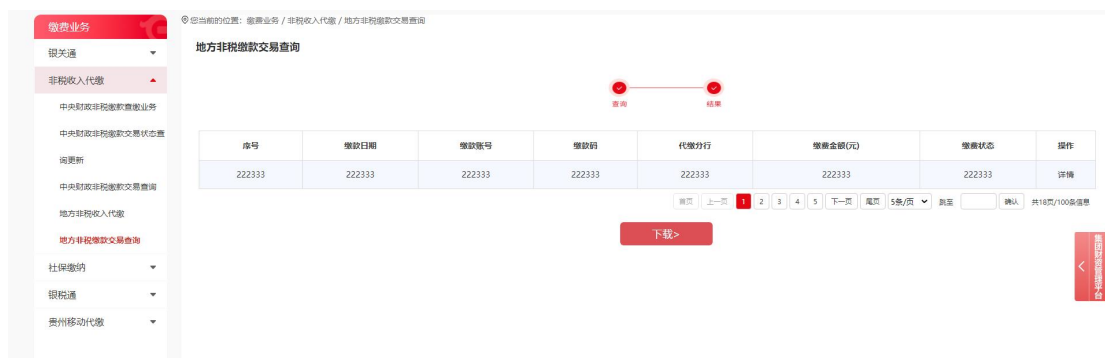 缴费业务
您当前的位置：缴费业务 / 非税收入代缴 / 地方非税缴款交易查询
银关通
地方非税缴款交易查询
非税收入代缴
中央财政非税缴款查缴业务
中央财政非税缴款交易状态查
询更新
中央财政非税缴款交易查询
地方非税收入代缴
地方非税缴款交易查询
社保缴纳
银税通
贵州移动代缴
查询 结果
序号 缴款日期 缴款账号 缴款码 代缴分行 缴费金额(元) 缴费状态 操作
222333 222333 222333 222333 222333 222333 222333 详情
首页 上一页 1 2 3 4 5 下一页 尾页 5条/页 跳至 确认 共18页/100条信息
下载>
集团财资管理平台